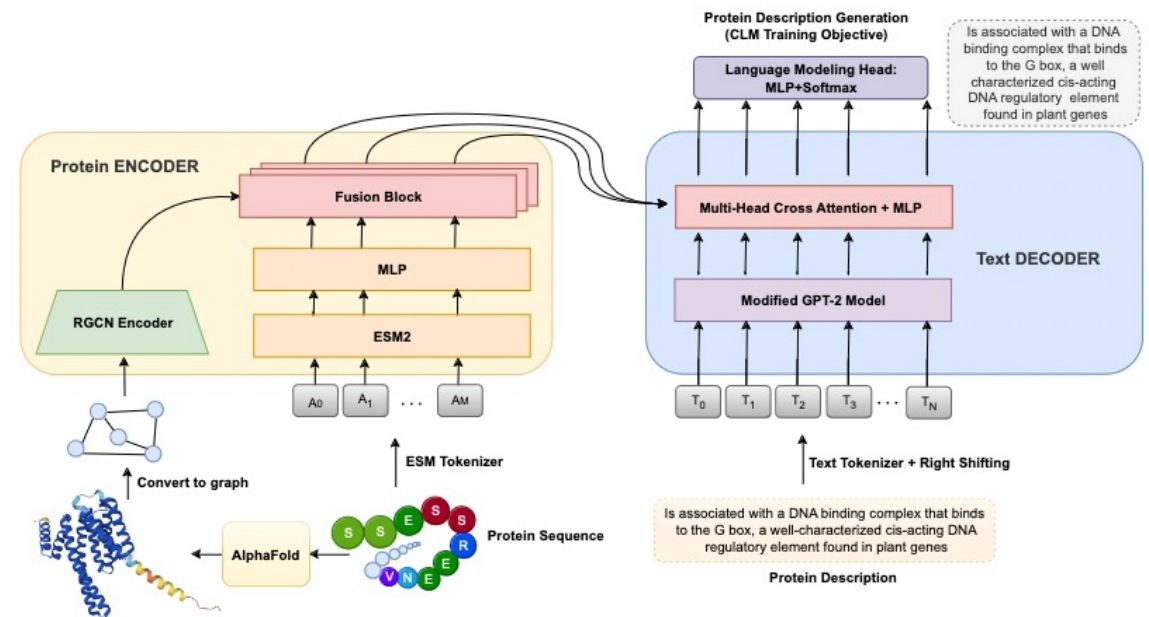 Protein Description Generation
(CLM Training Objective)
Is associated with a DNA
binding complex that binds
to the G box, a well
characterized cis-acting
DNA regulatory element
found in plant genes
Language Modeling Head:
MLP+Softmax
Protein ENCODER
Fusion Block
Multi-Head Cross Attention + MLP
MLP
Text DECODER
RGCN Encoder
ESM2
Modified GPT-2 Model
A0 A1 ... AM
T0 T1 T2 T3 ... TN
ESM Tokenizer
Text Tokenizer + Right Shifting
Convert to graph
AlphaFold
S S E S S R E E N V
Protein Sequence
Is associated with a DNA binding complex that binds
to the G box, a well-characterized cis-acting DNA
regulatory element found in plant genes
Protein Description